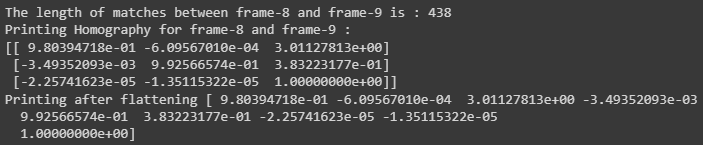 The length of matches between frame-8 and frame-9 is : 438
Printing Homography for frame-8 and frame-9 :
[[ 9.80394718e-01 -6.09567010e-04  3.01127813e+00]
 [-3.49352093e-03  9.92566574e-01  3.83223177e-01]
 [-2.25741623e-05 -1.35115322e-05  1.00000000e+00]]
Printing after flattening [ 9.80394718e-01 -6.09567010e-04  3.01127813e+00 -3.49352093e-03
  9.92566574e-01  3.83223177e-01 -2.25741623e-05 -1.35115322e-05
  1.00000000e+00]